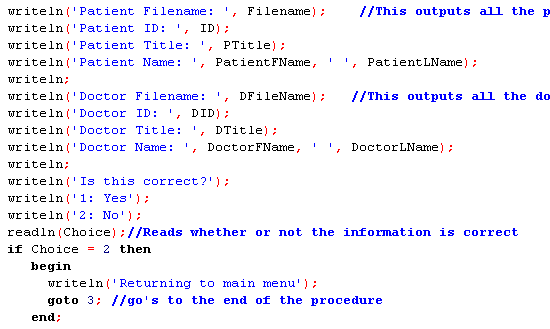 writeln('Patient Filename: ', Filename);    //This outputs all the p
writeln('Patient ID: ', ID);
writeln('Patient Title: ', PTitle);
writeln('Patient Name: ', PatientFName, ' ', PatientLName);
writeln;
writeln('Doctor Filename: ', DFileName);   //This outputs all the do
writeln('Doctor ID: ', DID);
writeln('Doctor Title: ', DTitle);
writeln('Doctor Name: ', DoctorFName, ' ', DoctorLName);
writeln;
writeln('Is this correct?');
writeln('1: Yes');
writeln('2: No');
readln(Choice);//Reads whether or not the information is correct
if Choice = 2 then
   begin
     writeln('Returning to main menu');
     goto 3; //go's to the end of the procedure
   end;